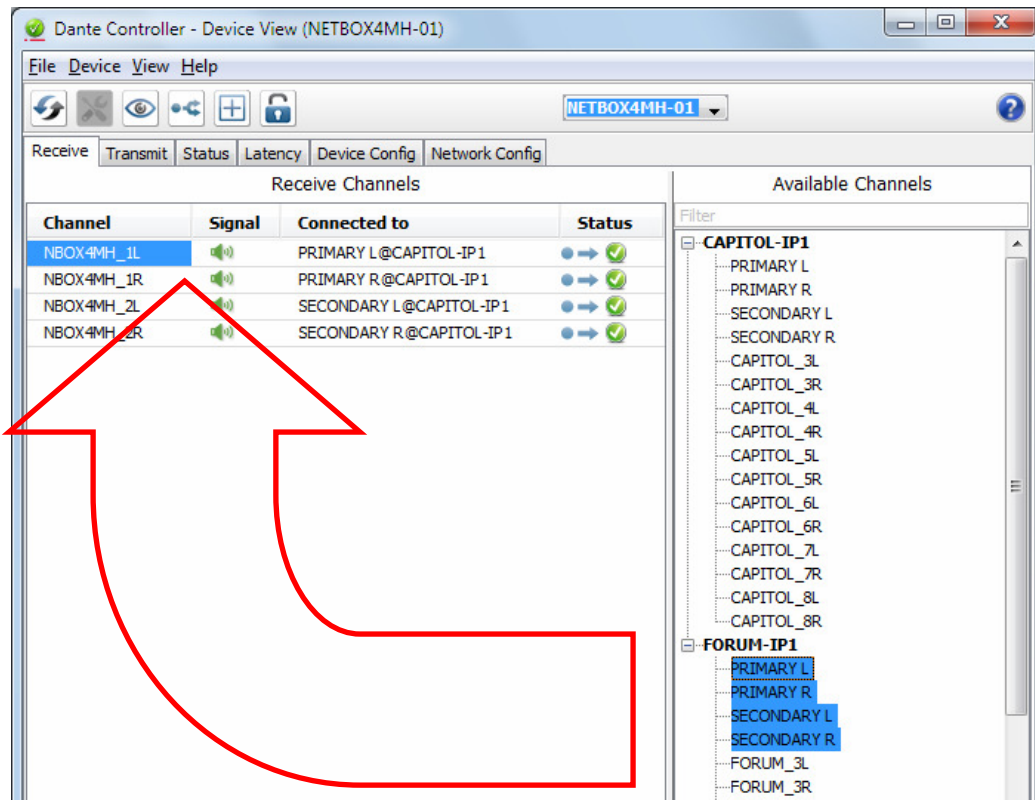 Dante Controller - Device View (NETBOX4MH-01)
File Device View Help
NETBOX4MH-01
Receive Transmit Status Latency Device Config Network Config
Receive Channels
Channel Signal Connected to Status
NBOX4MH_1L PRIMARY L@CAPITOL-IP1
NBOX4MH_1R PRIMARY R@CAPITOL-IP1
NBOX4MH_2L SECONDARY L@CAPITOL-IP1
NBOX4MH_2R SECONDARY R@CAPITOL-IP1
Available Channels
Filter
CAPITOL-IP1
PRIMARY L
PRIMARY R
SECONDARY L
SECONDARY R
CAPITOL_3L
CAPITOL_3R
CAPITOL_4L
CAPITOL_4R
CAPITOL_5L
CAPITOL_5R
CAPITOL_6L
CAPITOL_6R
CAPITOL_7L
CAPITOL_7R
CAPITOL_8L
CAPITOL_8R
FORUM-IP1
PRIMARY L
PRIMARY R
SECONDARY L
SECONDARY R
FORUM_3L
FORUM_3R